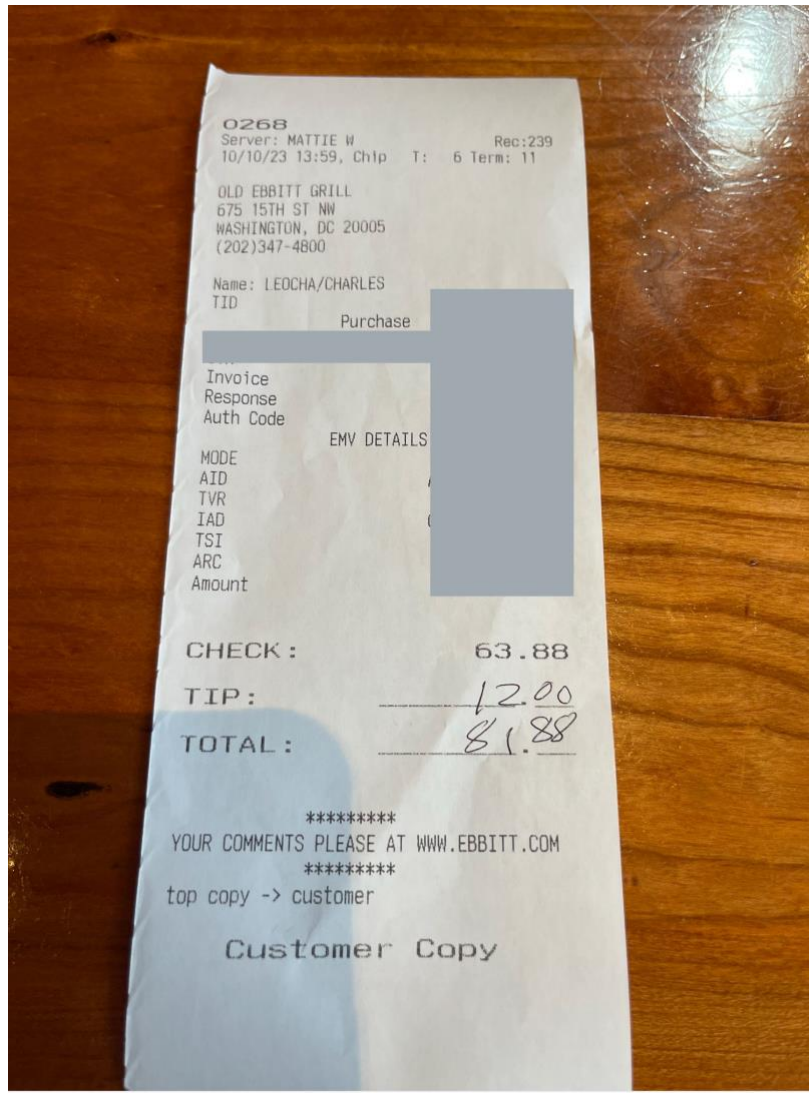 0268
Server: MATTIE W Rec:239
10/10/23 13:59, Chip T: 6 Term: 11
OLD EBBITT GRILL
675 15TH ST NW
WASHINGTON, DC 20005
(202)347-4800
Name: LEOCHA/CHARLES
TID
Purchase
Invoice
Response
Auth Code
EMV DETAILS
MODE
AID
TVR
IAD
TSI
ARC
Amount
CHECK: 63.88
TIP: 12.00
TOTAL: 81.88
*********
YOUR COMMENTS PLEASE AT WWW.EBBITT.COM
*********
top copy -> customer
Customer Copy